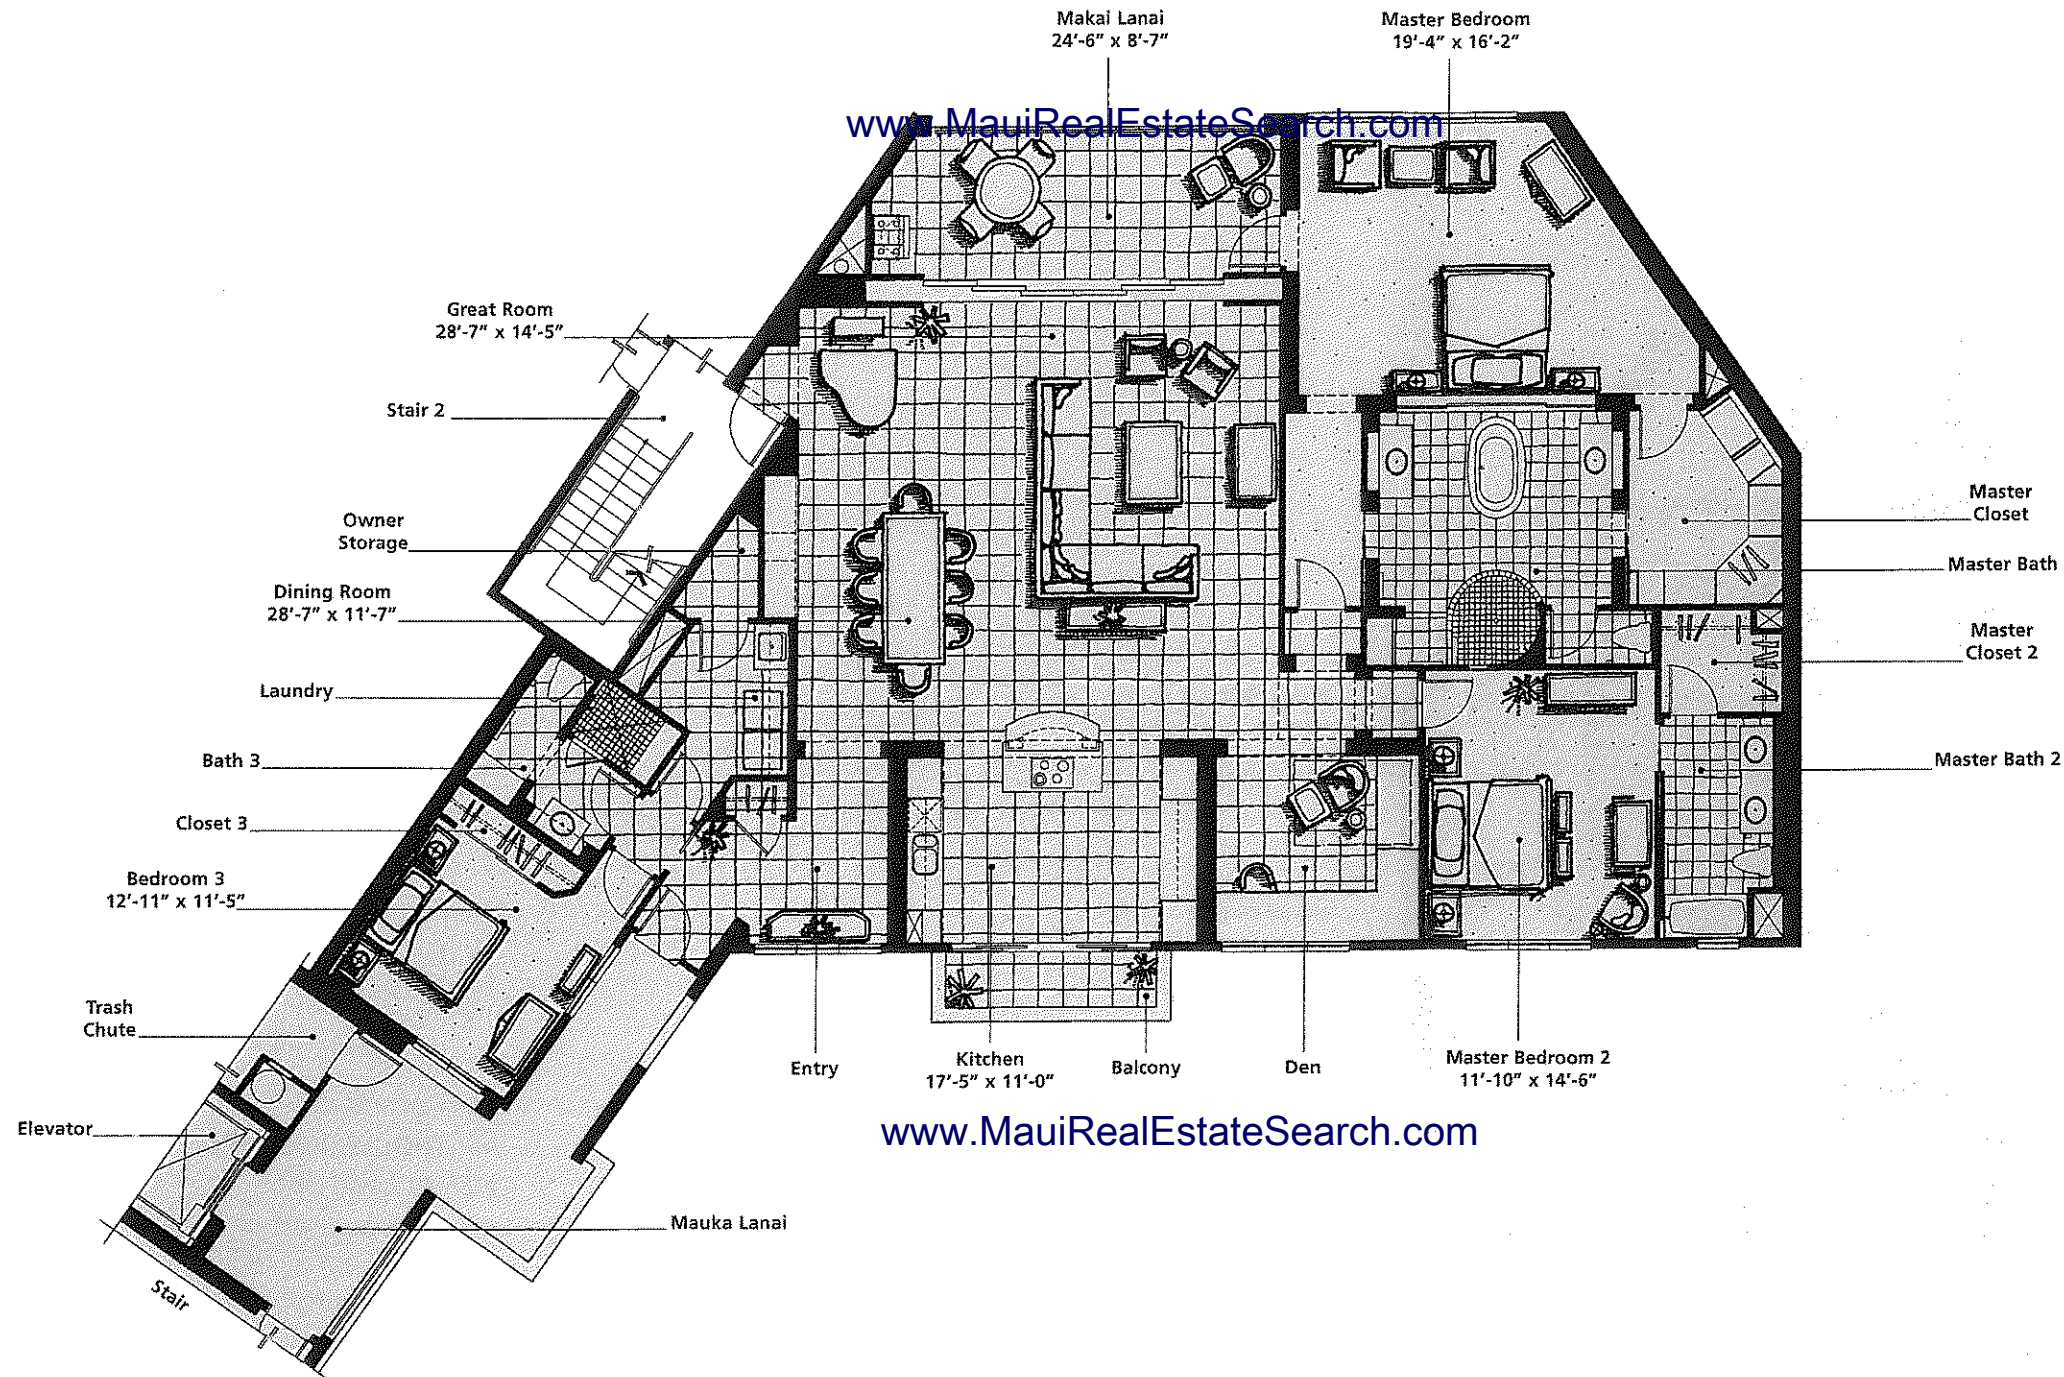 Makai Lanai
24'-6" x 8'-7"
Master Bedroom
19'-4" x 16'-2"
www.MauiRealEstateSearch.com
Great Room
28'-7" x 14'-5"
Stair 2
Owner
Storage
Dining Room
28'-7" x 11'-7"
Laundry
Bath 3
Closet 3
Bedroom 3
12'-11" x 11'-5"
Trash
Chute
Elevator
Stair
Mauka Lanai
Entry
Kitchen
17'-5" x 11'-0"
Balcony
Den
Master Bedroom 2
11'-10" x 14'-6"
Master
Closet
Master Bath
Master
Closet 2
Master Bath 2
www.MauiRealEstateSearch.com